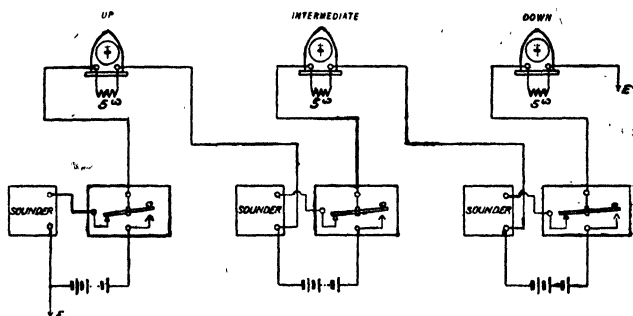 UP INTERMEDIATE DOWN
5ω 5ω 5ω E
SOUNDER SOUNDER SOUNDER
E